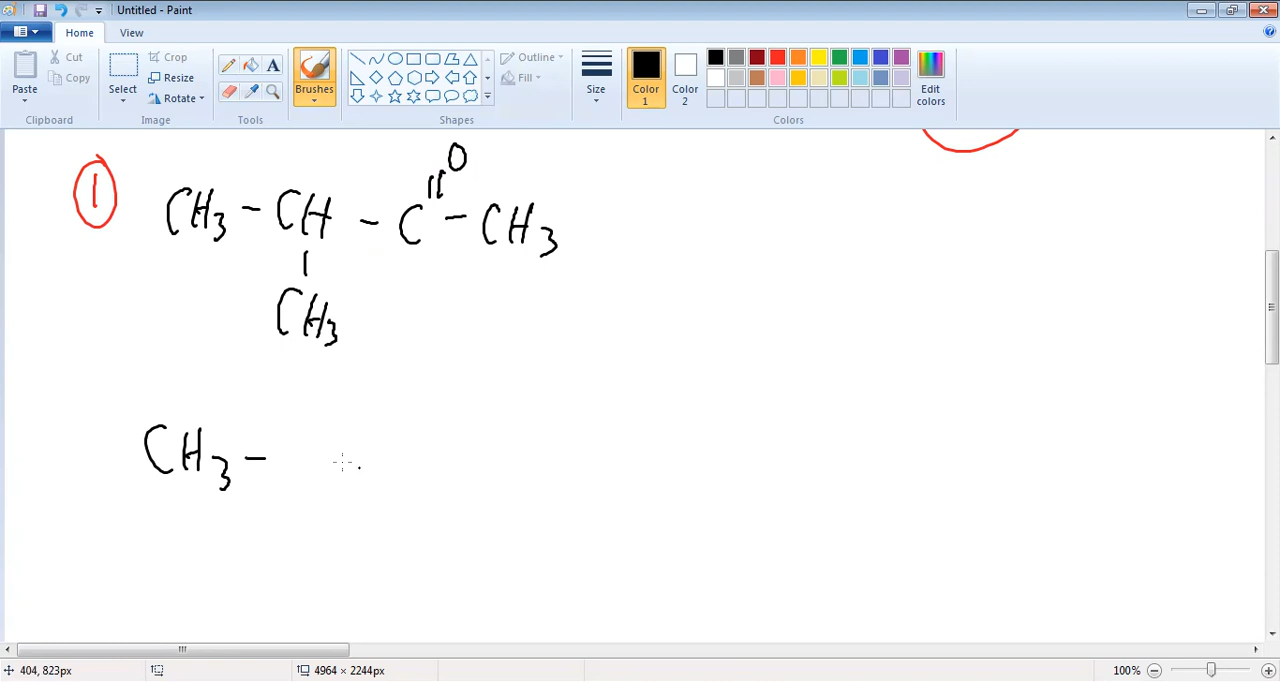 Untitled - Paint
Home View
Cut
Copy
Paste
Clipboard
Crop
Resize
Rotate
Select
Image
A
Tools
Brushes
Outline
Fill
Shapes
Size
Color 1
Color 2
Edit colors
Colors
O
1 CH3 - CH - C - CH3
CH3
CH3 -
404, 823px
4964 × 2244px
100%